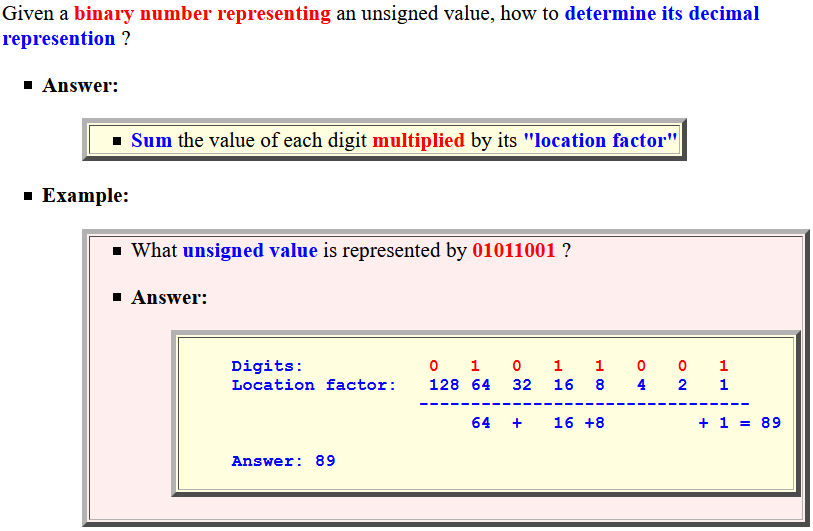 Given a binary number representing an unsigned value, how to determine its decimal
represention ?
Answer:
Sum the value of each digit multiplied by its "location factor"
Example:
What unsigned value is represented by 01011001 ?
Answer:
Digits: 0 1 0 1 1 0 0 1
Location factor: 128 64 32 16 8 4 2 1
---------------------------------
64 + 16 +8 + 1 = 89
Answer: 89